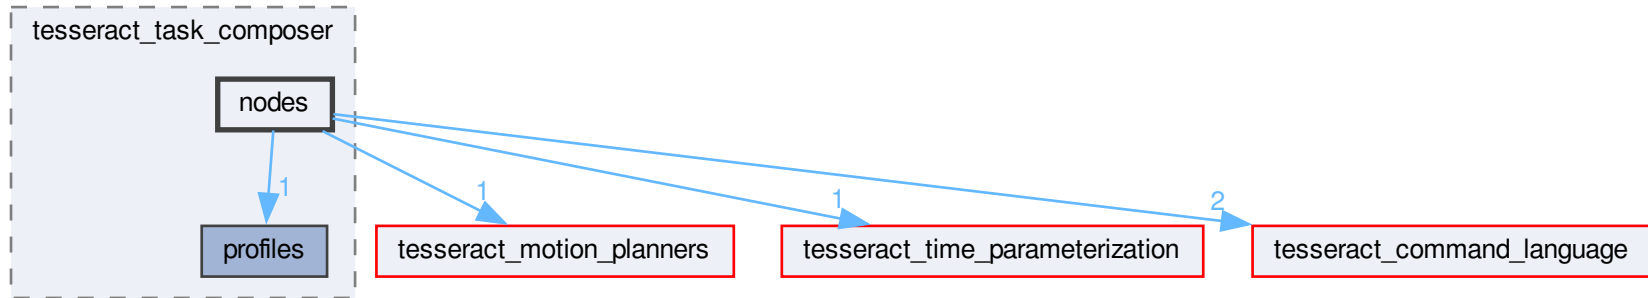 tesseract_task_composer
nodes
1
1
1
2
profiles
tesseract_motion_planners
tesseract_time_parameterization
tesseract_command_language